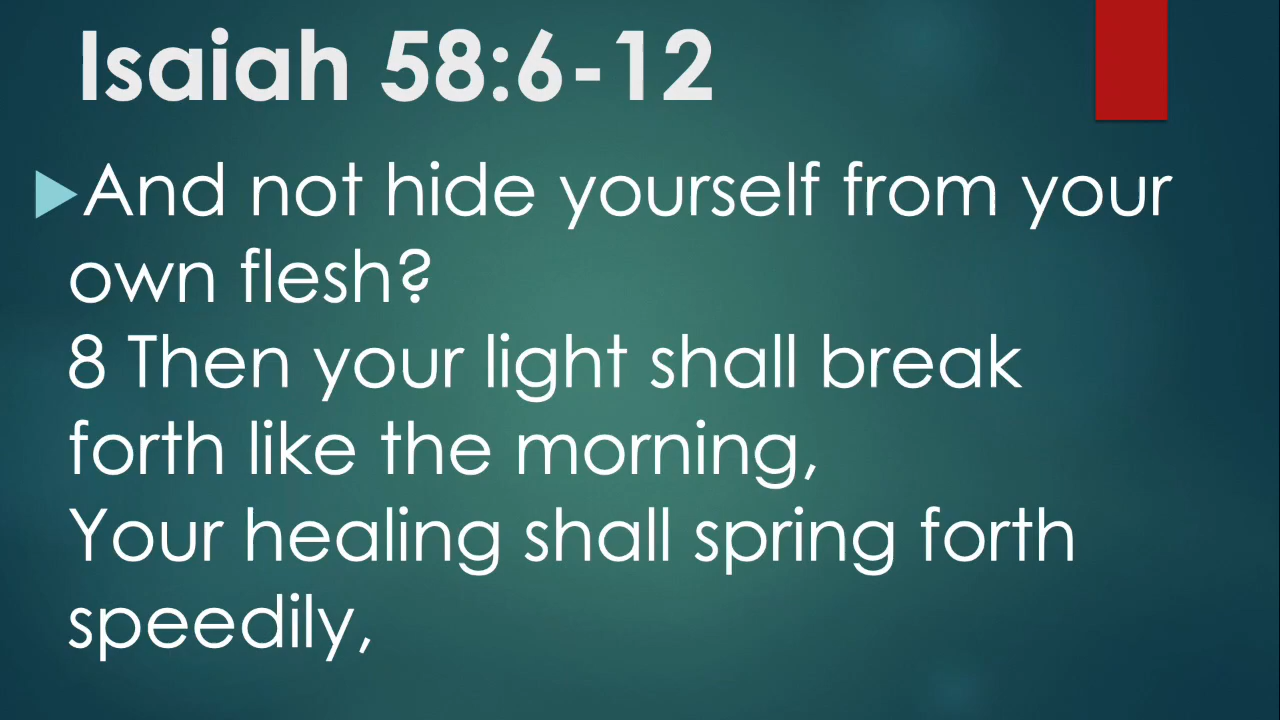 Isaiah 58:6-12
And not hide yourself from your
own flesh?
8 Then your light shall break
forth like the morning,
Your healing shall spring forth
speedily,